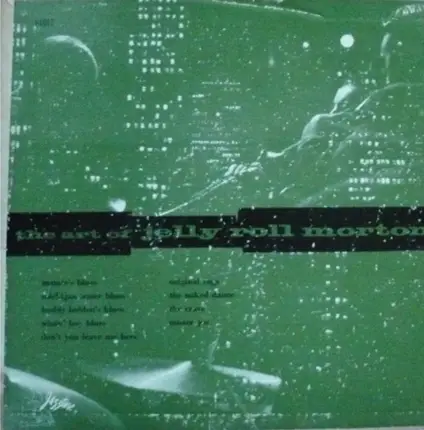 the art of jelly roll morton
mamie's blues
michigan water blues
buddy bolden's blues
winin' boy blues
don't you leave me here
original rags
the naked dance
the crave
mister joe